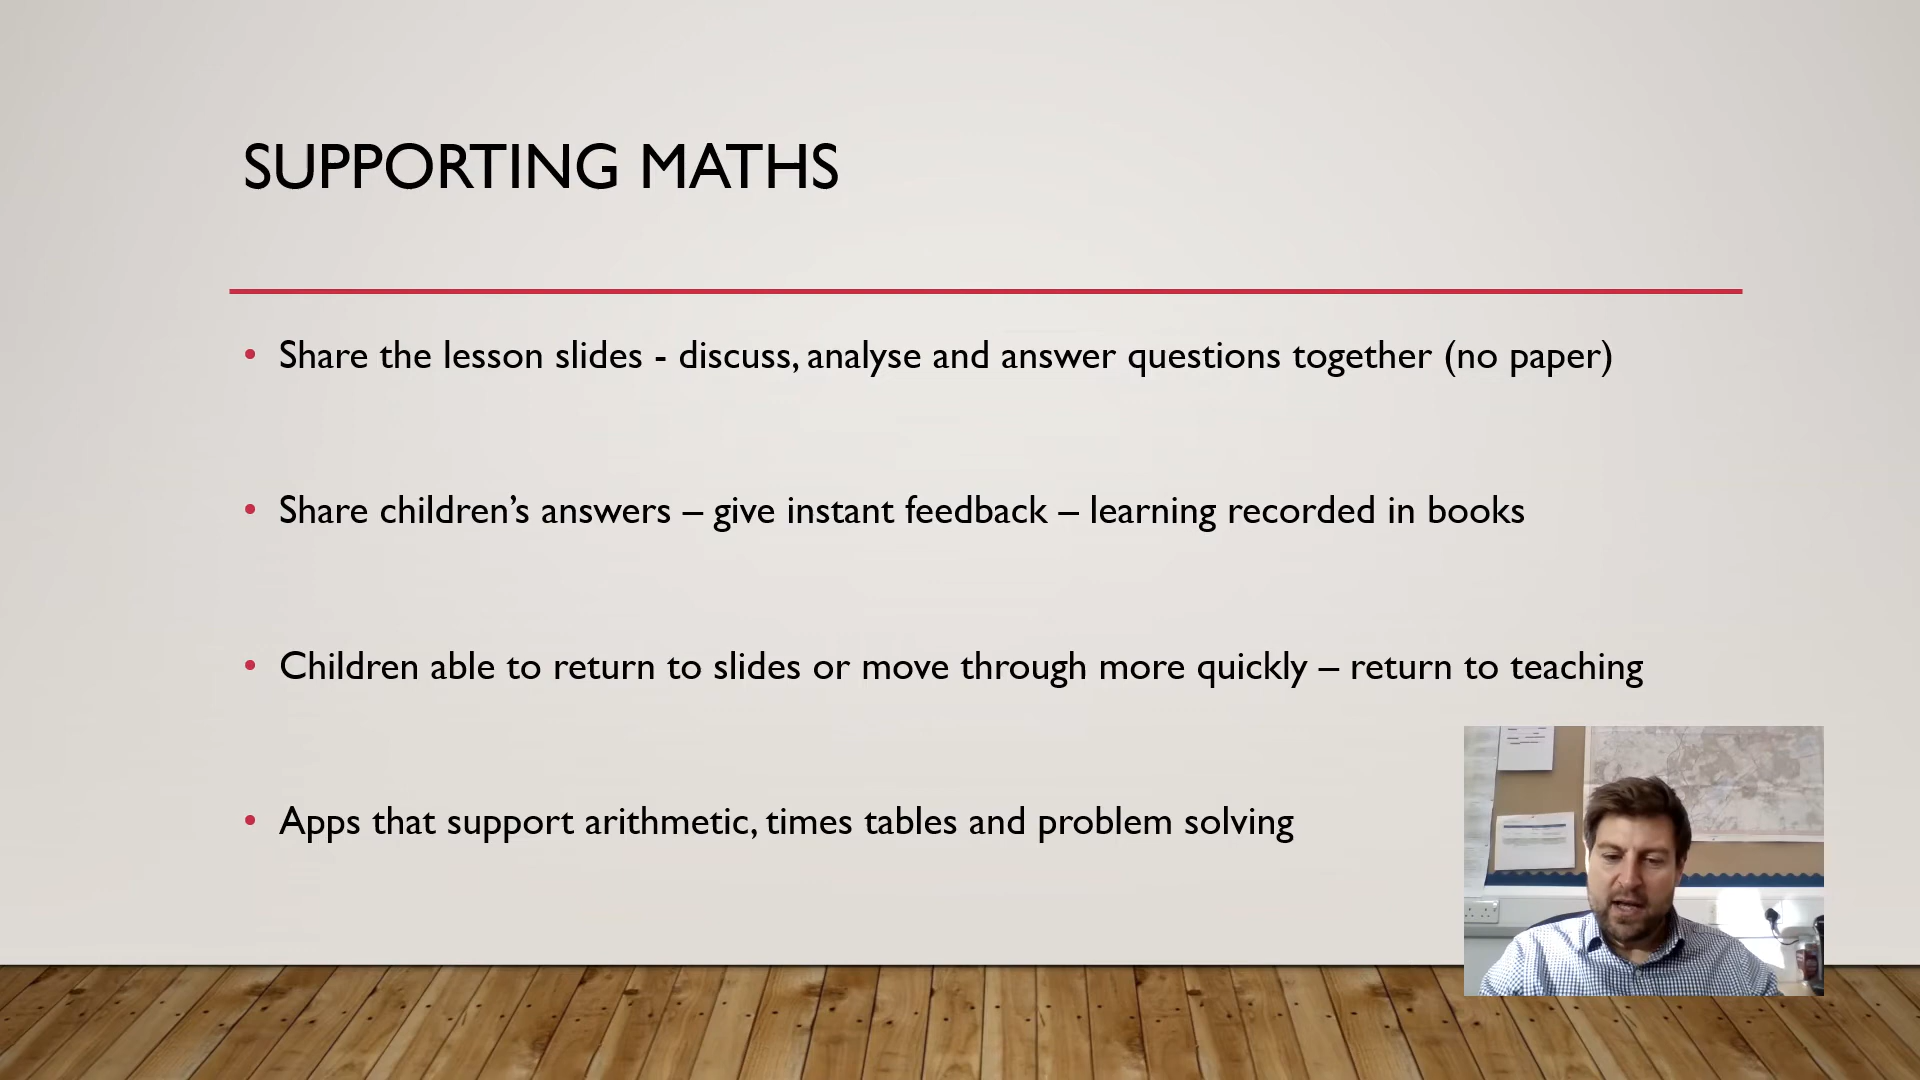 SUPPORTING MATHS
• Share the lesson slides - discuss, analyse and answer questions together (no paper)
• Share children’s answers – give instant feedback – learning recorded in books
• Children able to return to slides or move through more quickly – return to teaching
• Apps that support arithmetic, times tables and problem solving